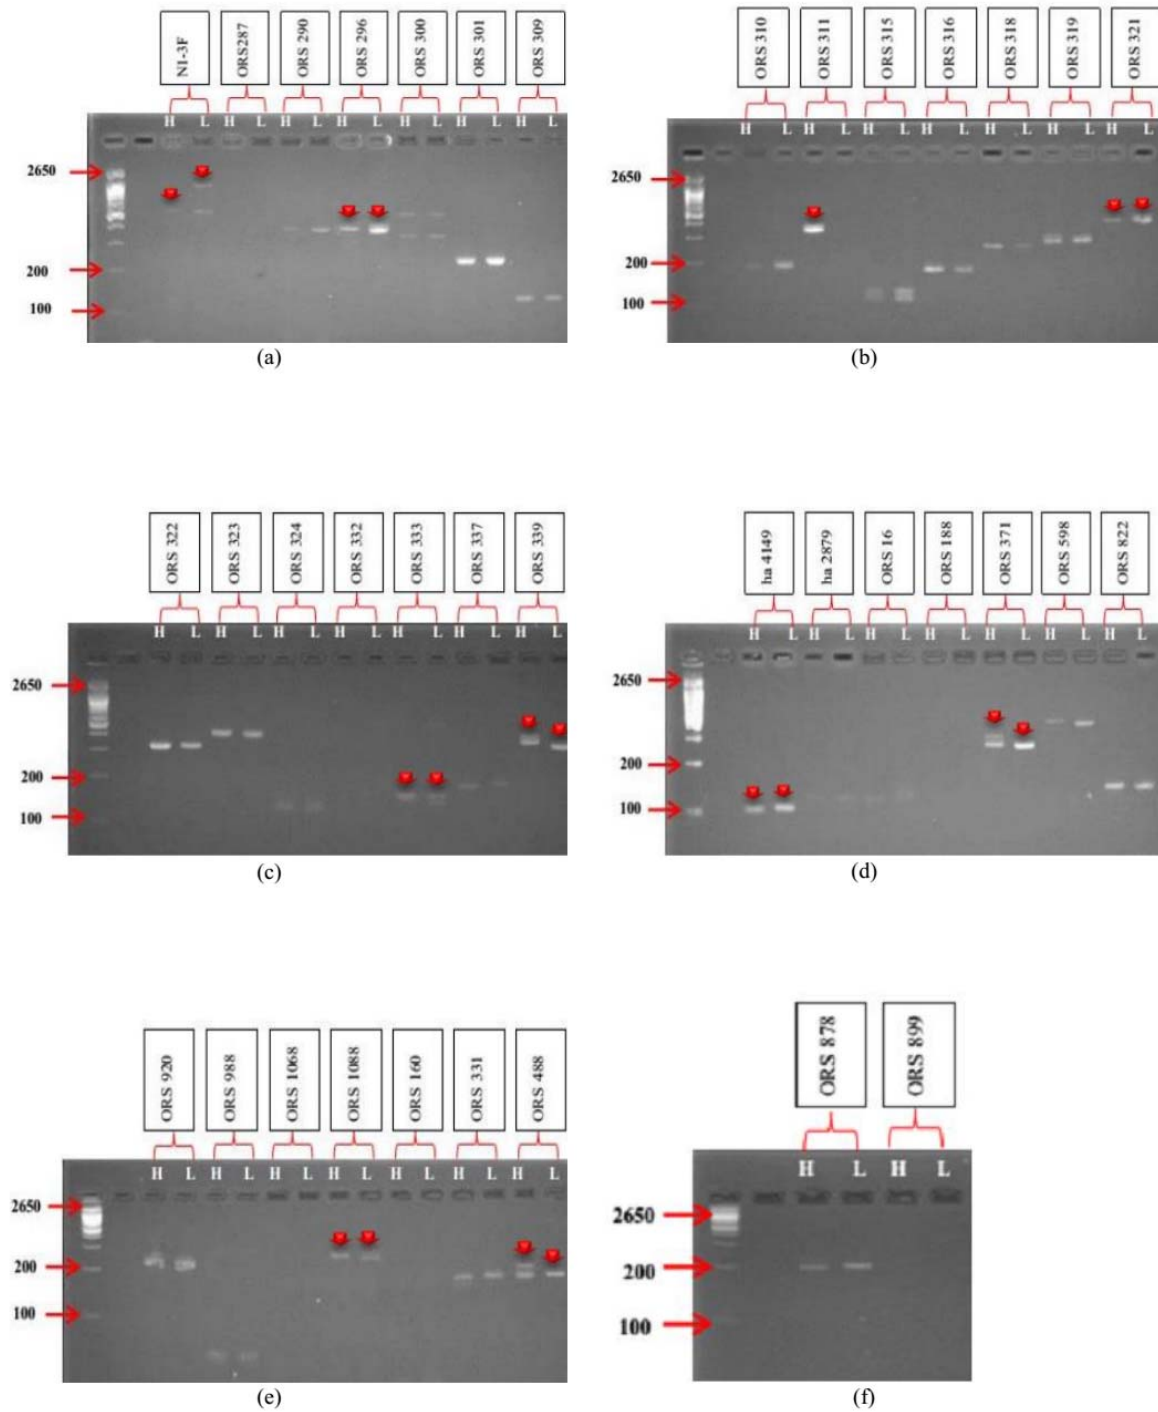 N1-3F
ORS287
ORS 290
ORS 296
ORS 300
ORS 301
ORS 309
H L H L H L H L H L H L H L
2650
200
100
(a)
ORS 310
ORS 311
ORS 315
ORS 316
ORS 318
ORS 319
ORS 321
H L H L H L H L H L H L H L
2650
200
100
(b)
ORS 322
ORS 323
ORS 324
ORS 332
ORS 333
ORS 337
ORS 339
H L H L H L H L H L H L H L
2650
200
100
(c)
ha 4149
ha 2879
ORS 16
ORS 188
ORS 371
ORS 598
ORS 822
H L H L H L H L H L H L H L
2650
200
100
(d)
ORS 920
ORS 988
ORS 1068
ORS 1088
ORS 160
ORS 331
ORS 488
H L H L H L H L H L H L H L
2650
200
100
(e)
ORS 878
ORS 899
H L H L
2650
200
100
(f)